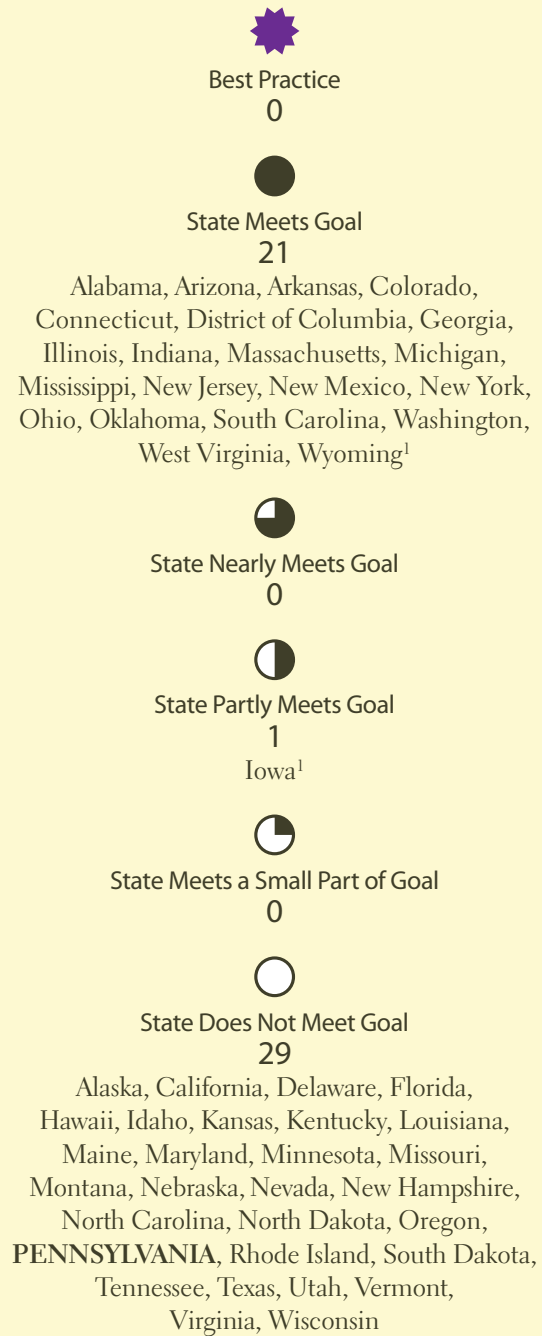 Best Practice
0
State Meets Goal
21
Alabama, Arizona, Arkansas, Colorado,
Connecticut, District of Columbia, Georgia,
Illinois, Indiana, Massachusetts, Michigan,
Mississippi, New Jersey, New Mexico, New York,
Ohio, Oklahoma, South Carolina, Washington,
West Virginia, Wyoming¹
State Nearly Meets Goal
0
State Partly Meets Goal
1
Iowa¹
State Meets a Small Part of Goal
0
State Does Not Meet Goal
29
Alaska, California, Delaware, Florida,
Hawaii, Idaho, Kansas, Kentucky, Louisiana,
Maine, Maryland, Minnesota, Missouri,
Montana, Nebraska, Nevada, New Hampshire,
North Carolina, North Dakota, Oregon,
PENNSYLVANIA, Rhode Island, South Dakota,
Tennessee, Texas, Utah, Vermont,
Virginia, Wisconsin